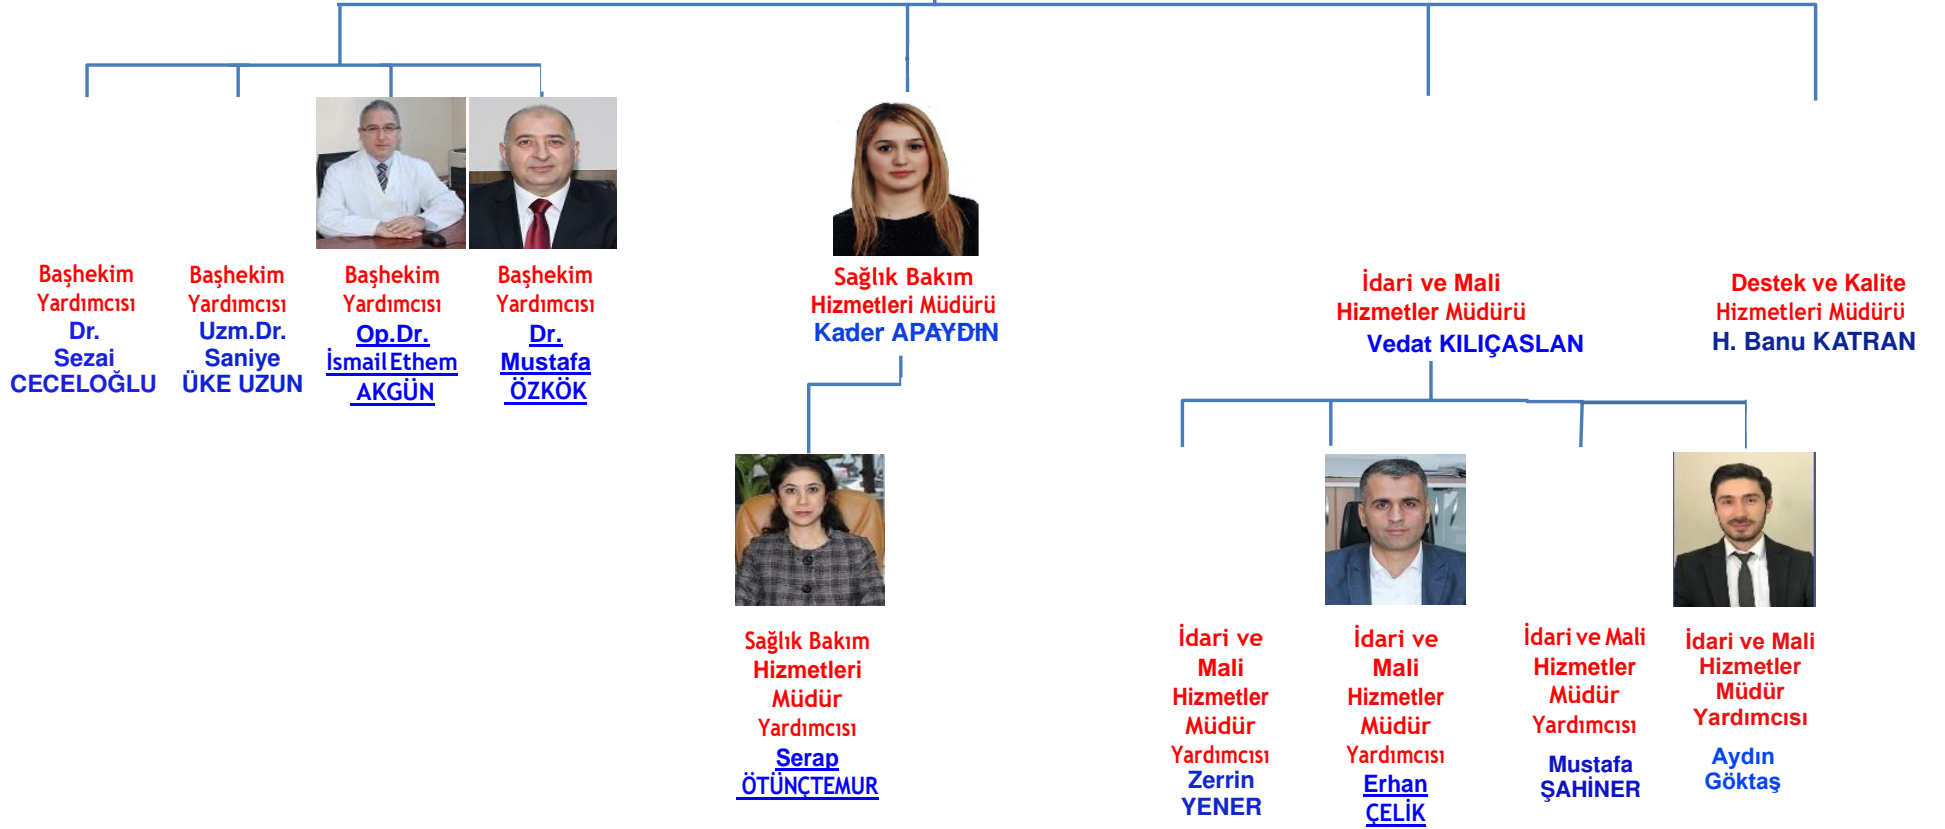 Başhekim
Yardımcısı
Dr.
Sezai
CECELOĞLU
Başhekim
Yardımcısı
Uzm.Dr.
Saniye
ÜKE UZUN
Başhekim
Yardımcısı
Op.Dr.
İsmail Ethem
AKGÜN
Başhekim
Yardımcısı
Dr.
Mustafa
ÖZKÖK
Sağlık Bakım
Hizmetleri Müdürü
Kader APAYDIN
İdari ve Mali
Hizmetler Müdürü
Vedat KILIÇASLAN
Destek ve Kalite
Hizmetleri Müdürü
H. Banu KATRAN
Sağlık Bakım
Hizmetleri
Müdür
Yardımcısı
Serap
ÖTÜNÇTEMUR
İdari ve
Mali
Hizmetler
Müdür
Yardımcısı
Zerrin
YENER
İdari ve
Mali
Hizmetler
Müdür
Yardımcısı
Erhan
ÇELİK
İdari ve Mali
Hizmetler
Müdür
Yardımcısı
Mustafa
ŞAHİNER
İdari ve Mali
Hizmetler
Müdür
Yardımcısı
Aydın
Göktaş